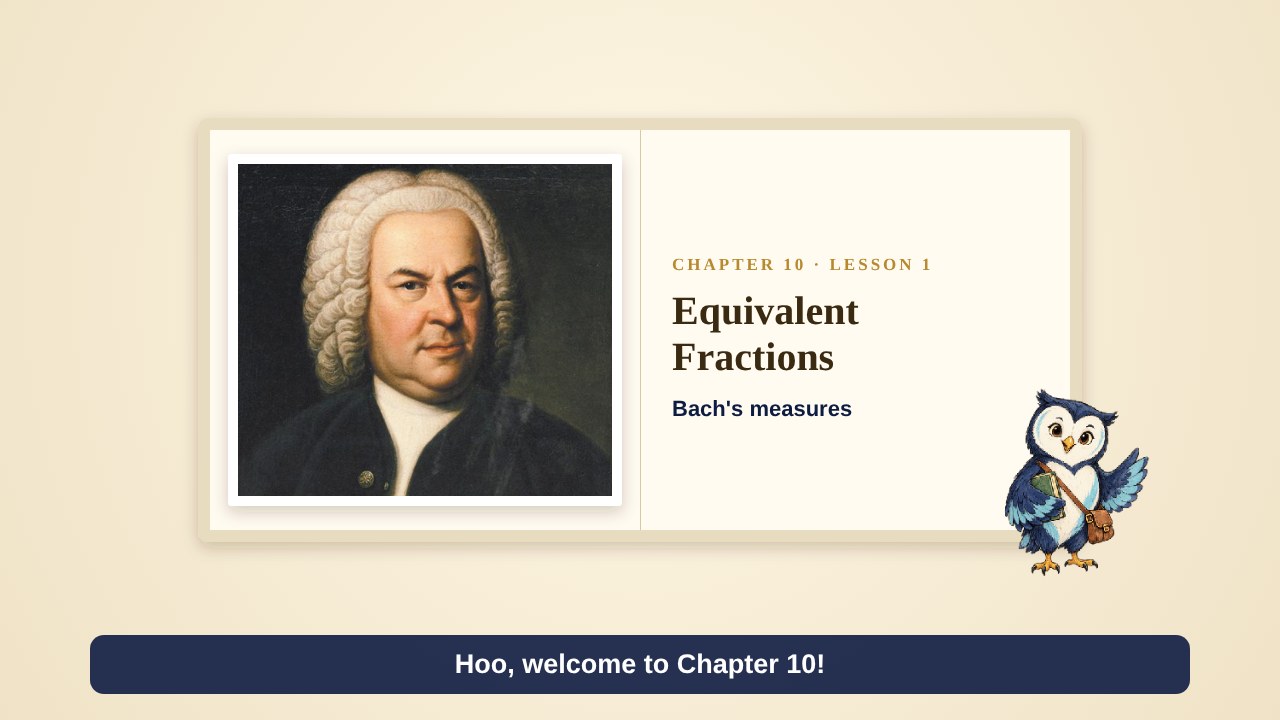 CHAPTER 10 · LESSON 1
Equivalent
Fractions
Bach's measures
Hoo, welcome to Chapter 10!